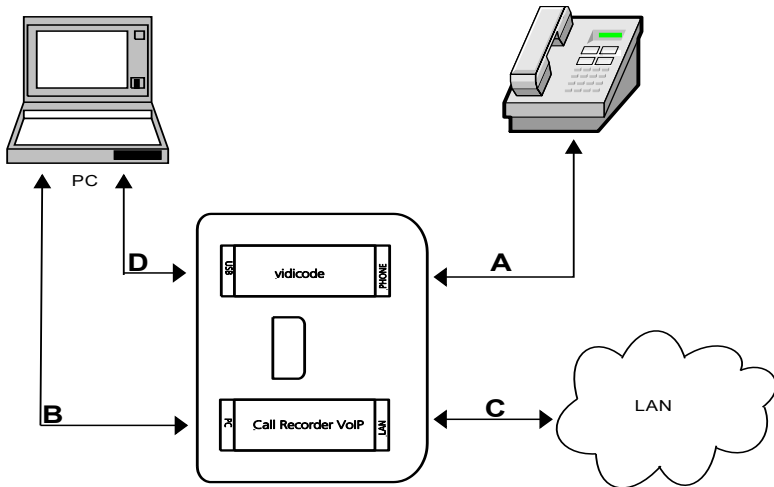 PC
D
USB
vidicode
PHONE
A
B
PC
Call Recorder VoIP
LAN
C
LAN